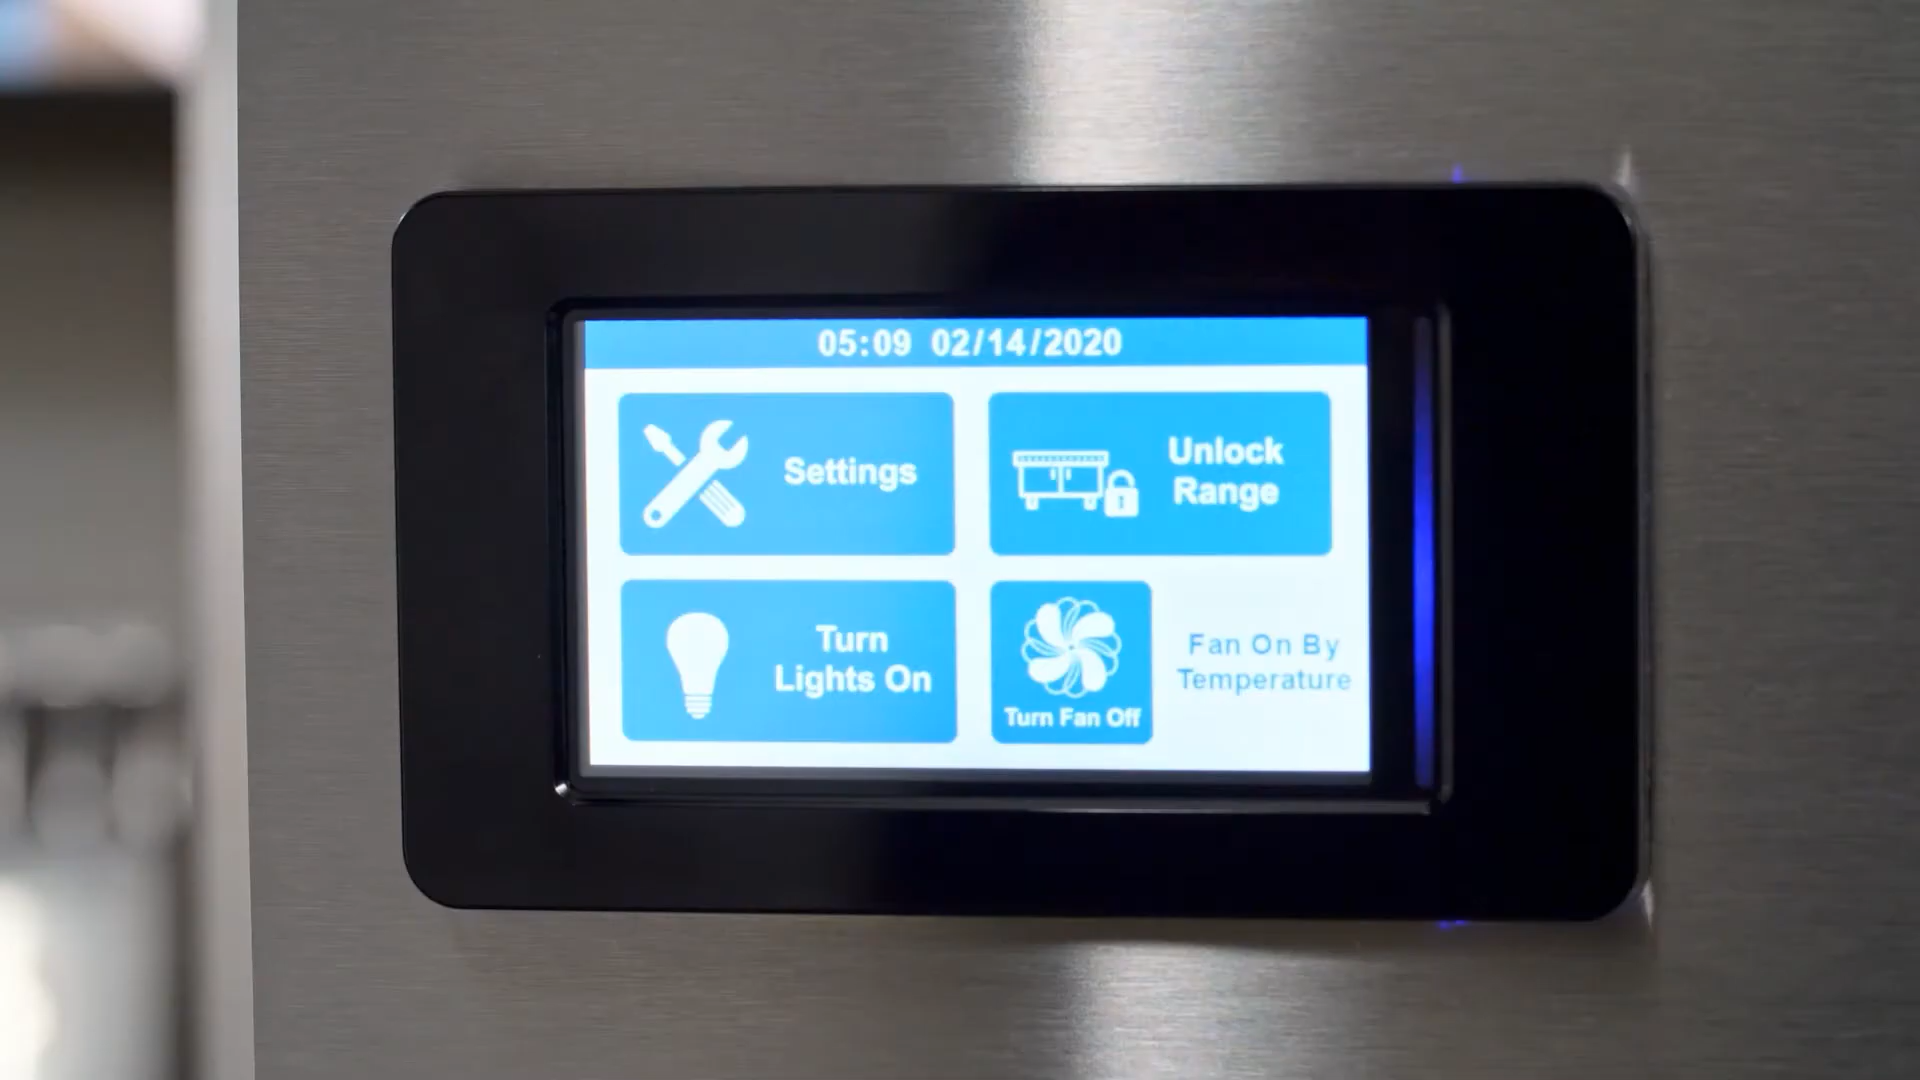 05:09 02/14/2020
Settings
Unlock
Range
Turn
Lights On
Turn Fan Off
Fan On By
Temperature